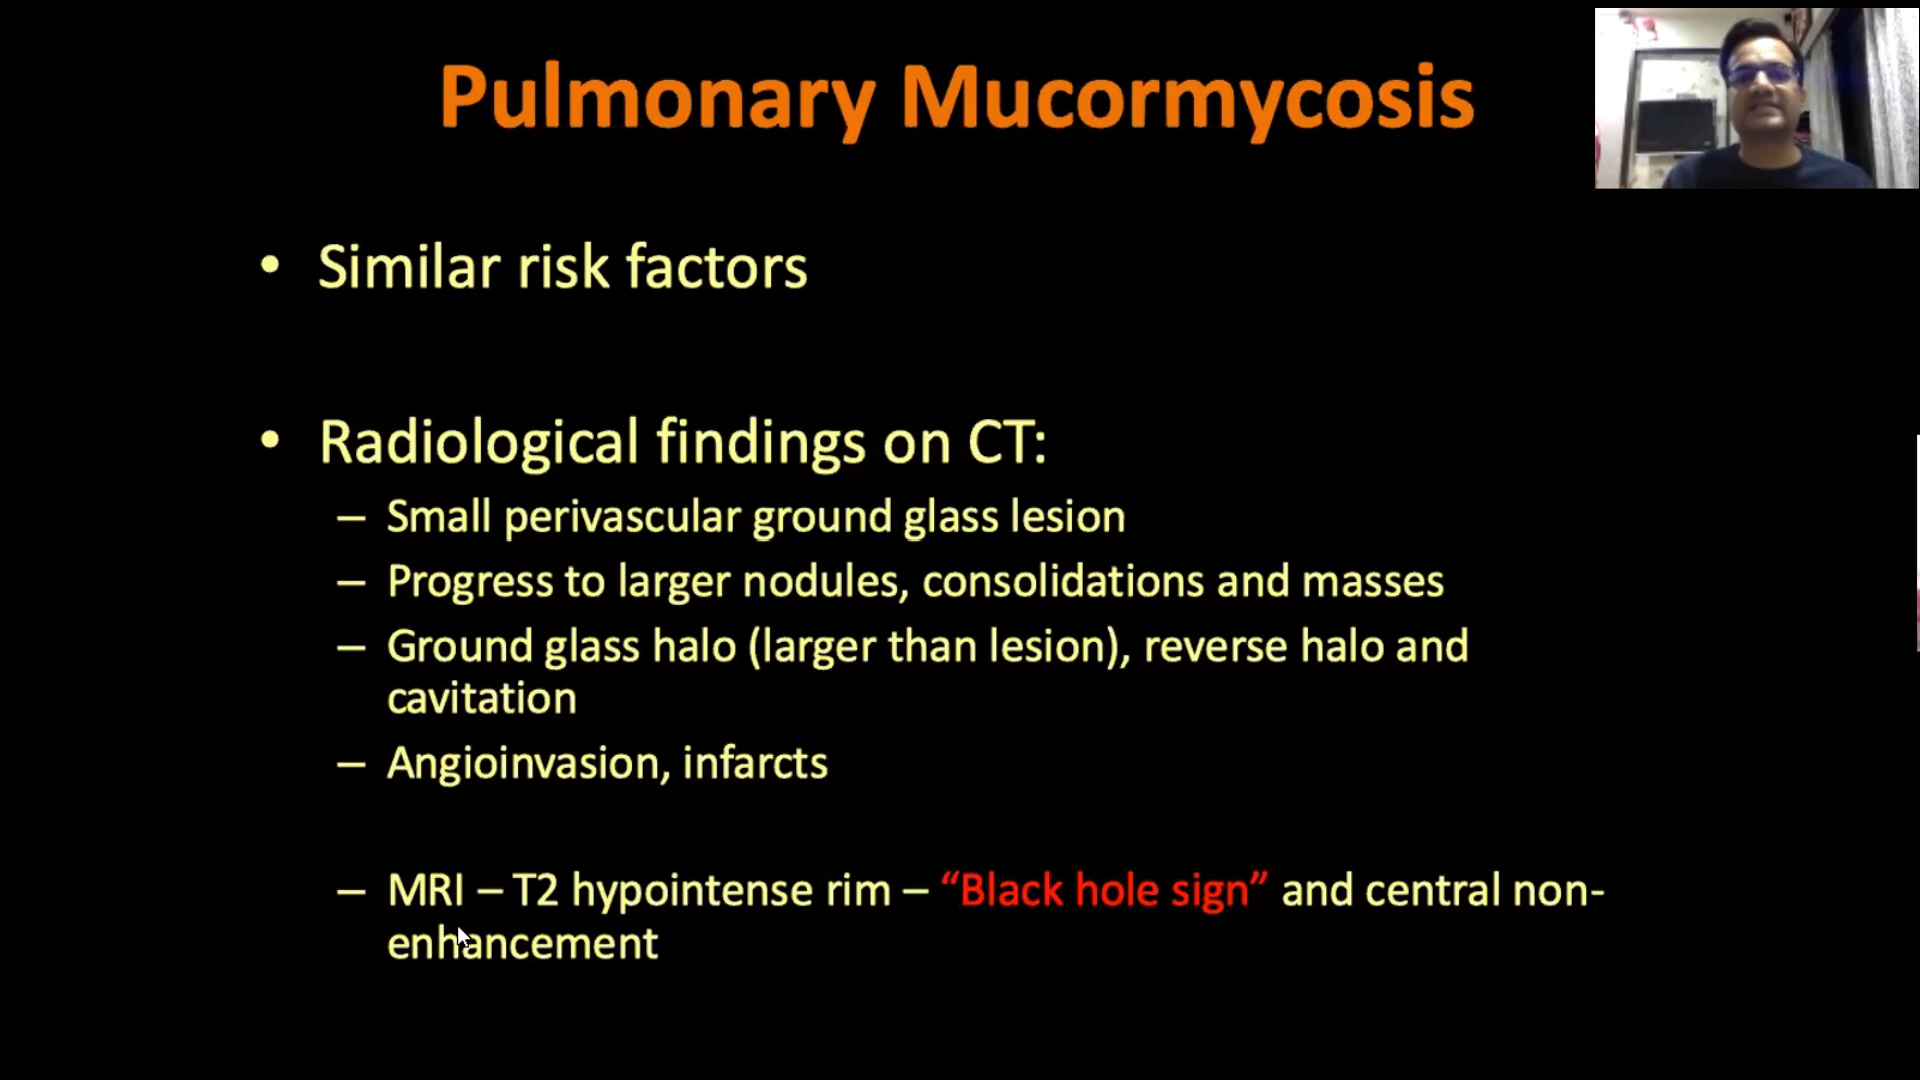 Pulmonary Mucormycosis
• Similar risk factors
• Radiological findings on CT:
– Small perivascular ground glass lesion
– Progress to larger nodules, consolidations and masses
– Ground glass halo (larger than lesion), reverse halo and
cavitation
– Angioinvasion, infarcts
– MRI – T2 hypointense rim – “Black hole sign” and central non-
enhancement